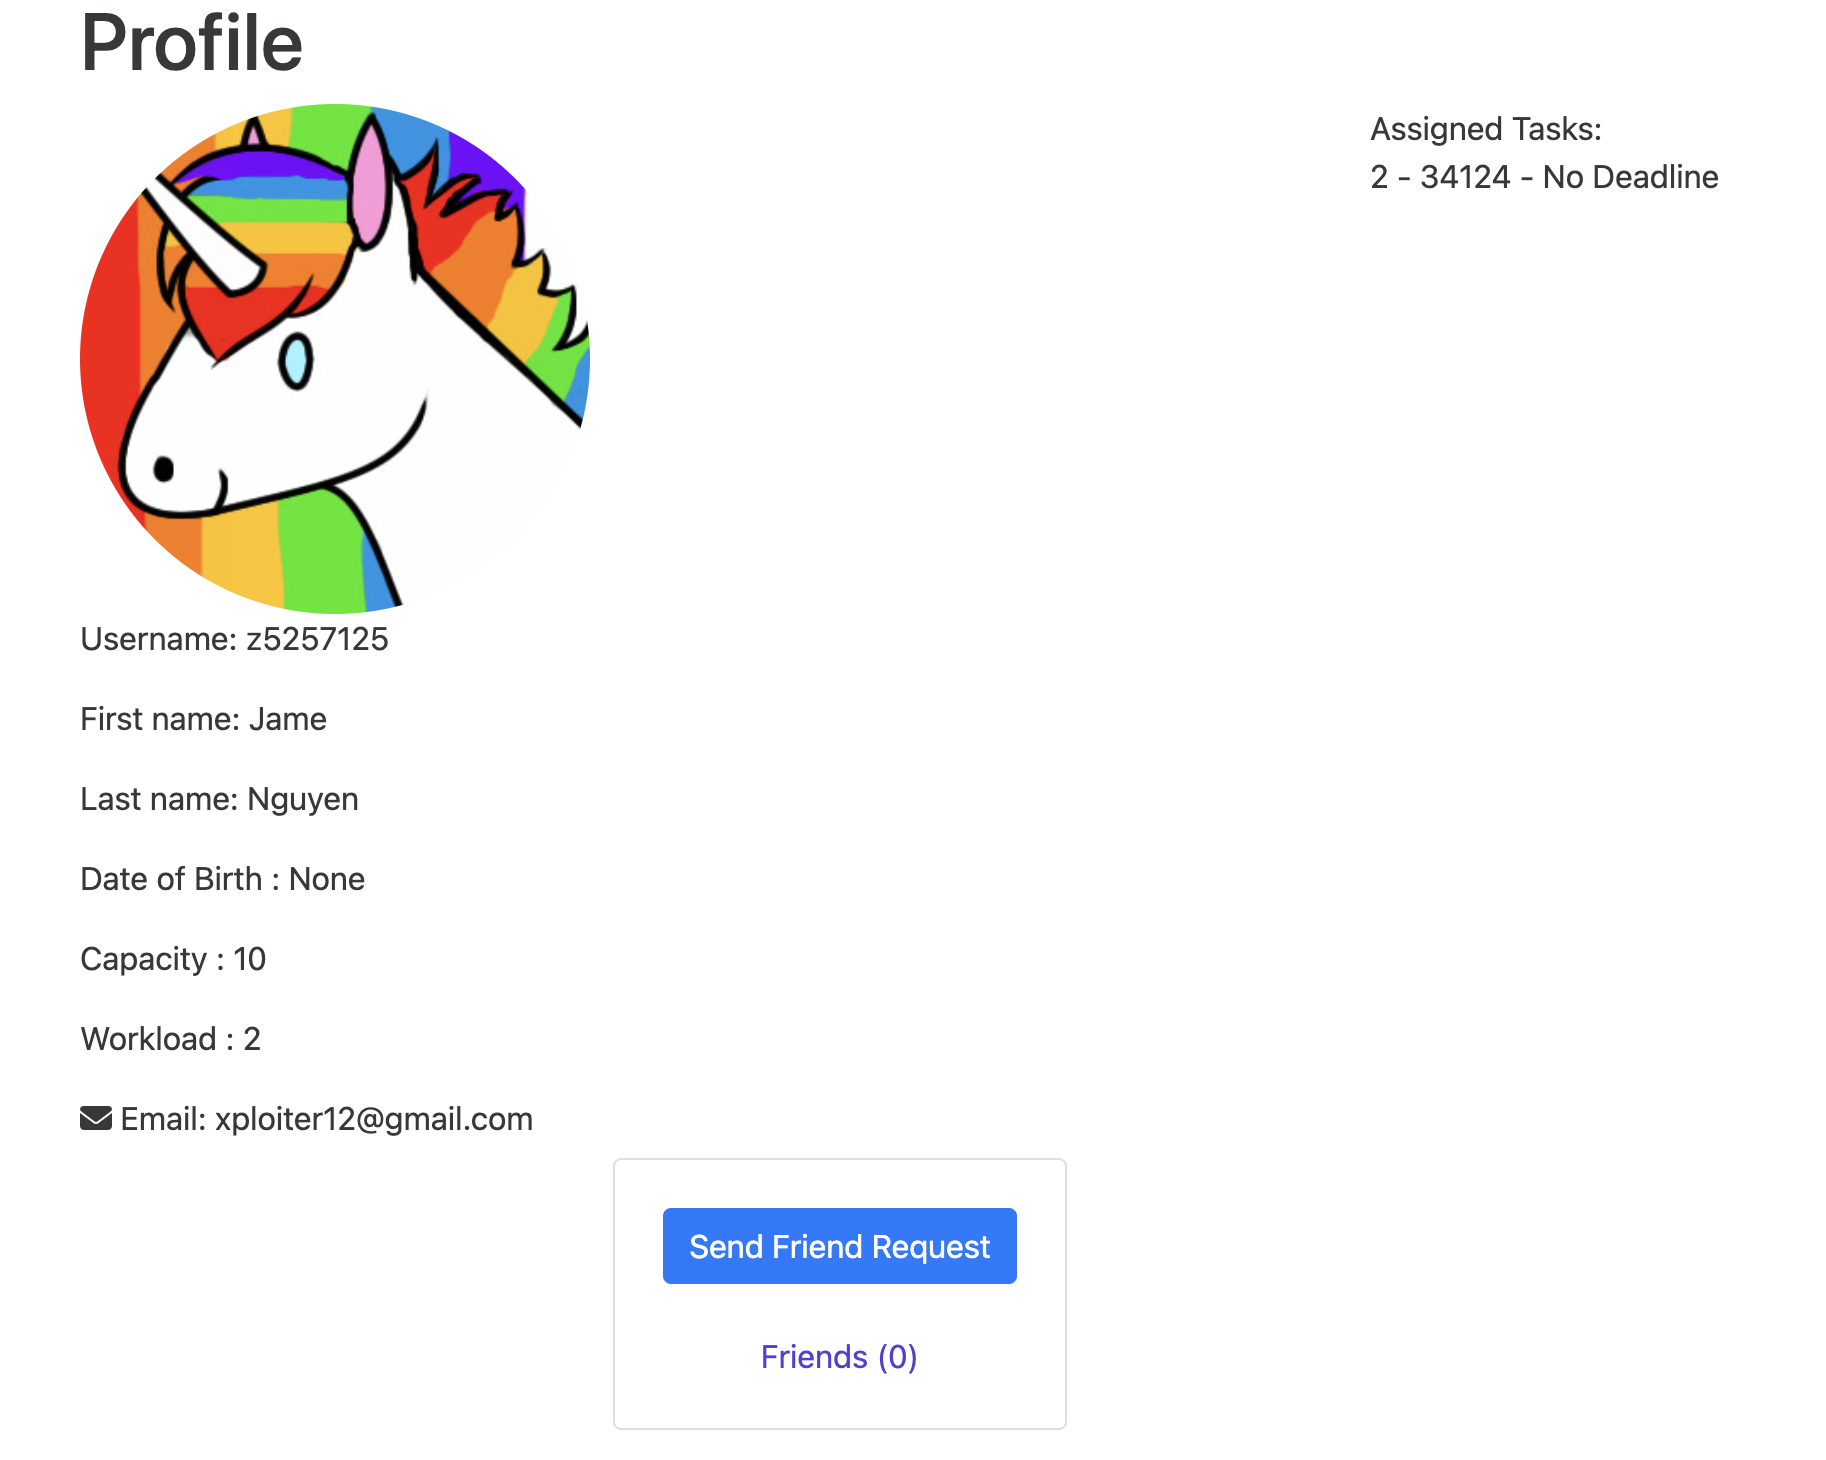 Profile
Assigned Tasks:
2 - 34124 - No Deadline
Username: z5257125
First name: Jame
Last name: Nguyen
Date of Birth : None
Capacity : 10
Workload : 2
Email: xploiter12@gmail.com
Send Friend Request
Friends (0)